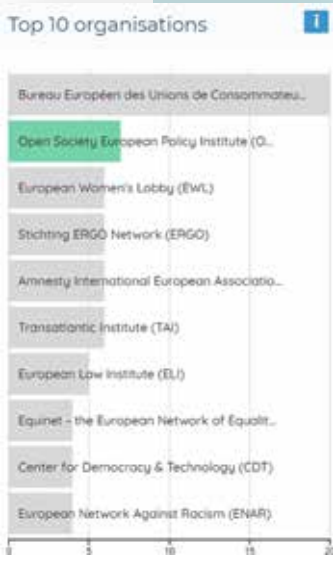 Top 10 organisations
i
Bureau Européen des Unions de Consommateu...
Open Society European Policy Institute (O...
European Women's Lobby (EWL)
Stichting ERGO Network (ERGO)
Amnesty International European Associatio...
Transatlantic Institute (TAI)
European Law Institute (ELI)
Equinet - the European Network of Equalit...
Center for Democracy & Technology (CDT)
European Network Against Racism (ENAR)
0 5 10 15 20